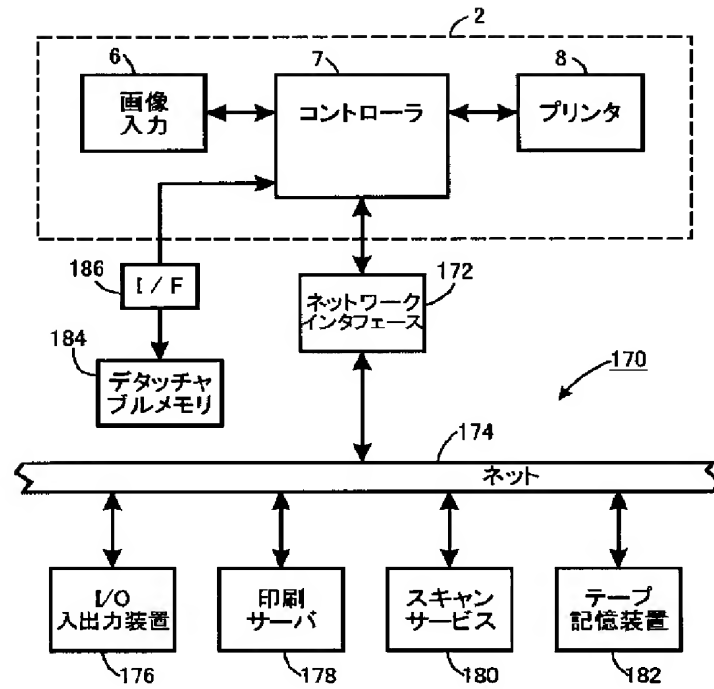 2
6
7
8
画像
入力
コントローラ
プリンタ
186
I/F
172
ネットワーク
インタフェース
184
デタッチャ
ブルメモリ
170
174
ネット
I/O
入出力装置
印刷
サーバ
スキャン
サービス
テープ
記憶装置
176
178
180
182